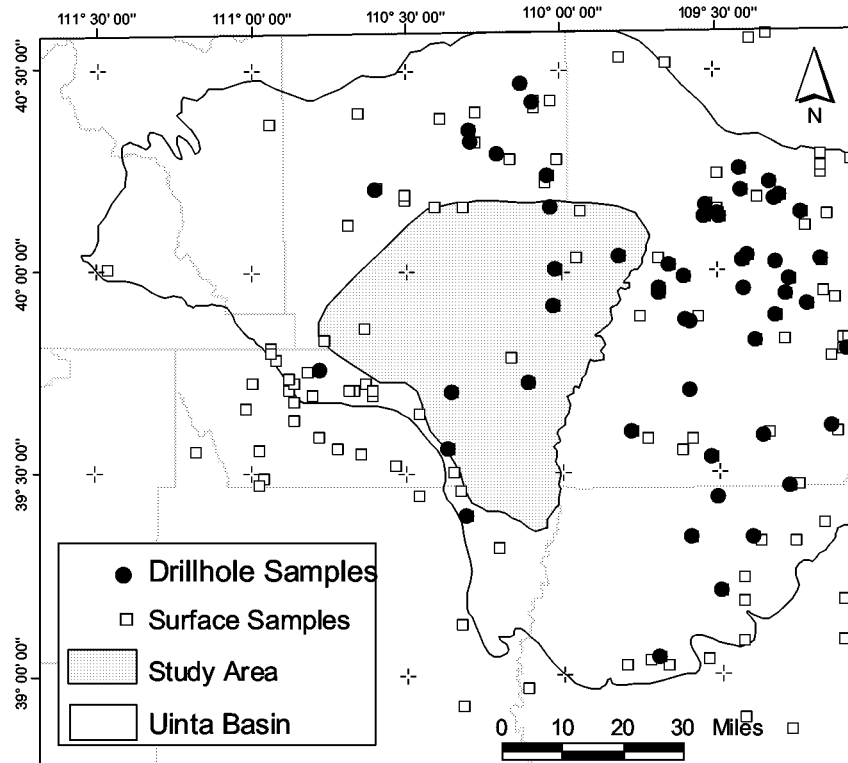 111° 30' 00" 111° 00' 00" 110° 30' 00" 110° 00' 00" 109° 30' 00"
40° 30' 00"
N
40° 00' 00"
39° 30' 00"
39° 00' 00"
Drillhole Samples
Surface Samples
Study Area
Uinta Basin
0 10 20 30 Miles